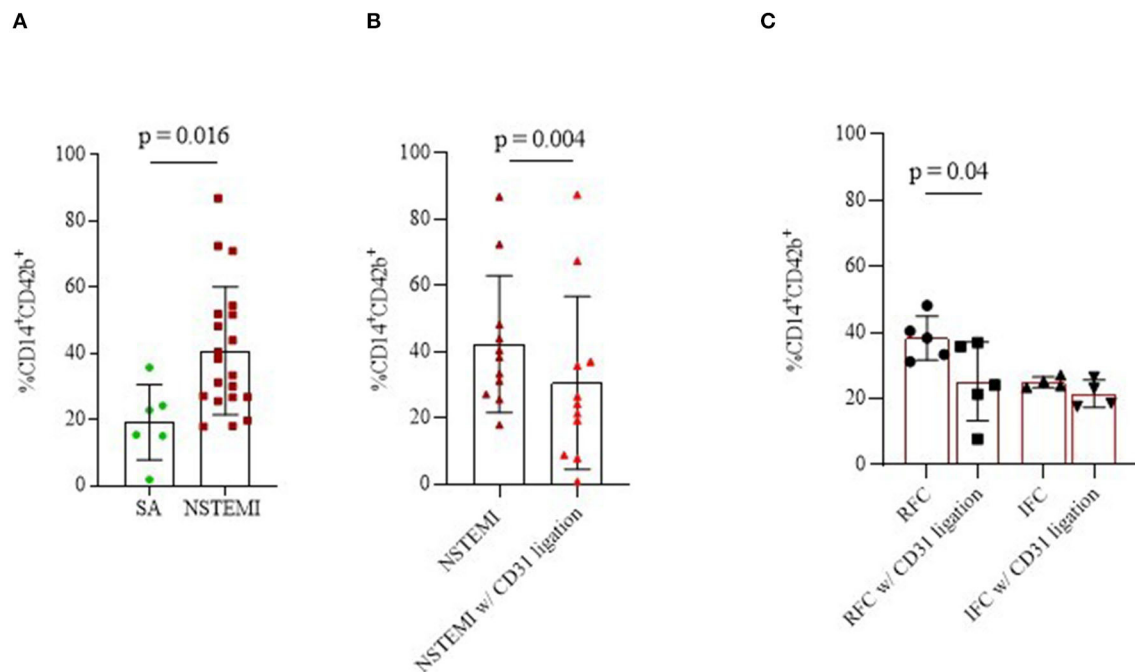 A
B
C
p = 0.016
%CD14+CD42b+
100
80
60
40
20
0
SA
NSTEMI
p = 0.004
%CD14+CD42b+
100
80
60
40
20
0
NSTEMI
NSTEMI w/ CD31 ligation
p = 0.04
%CD14+CD42b+
100
80
60
40
20
0
RFC
RFC w/ CD31 ligation
IFC
IFC w/ CD31 ligation